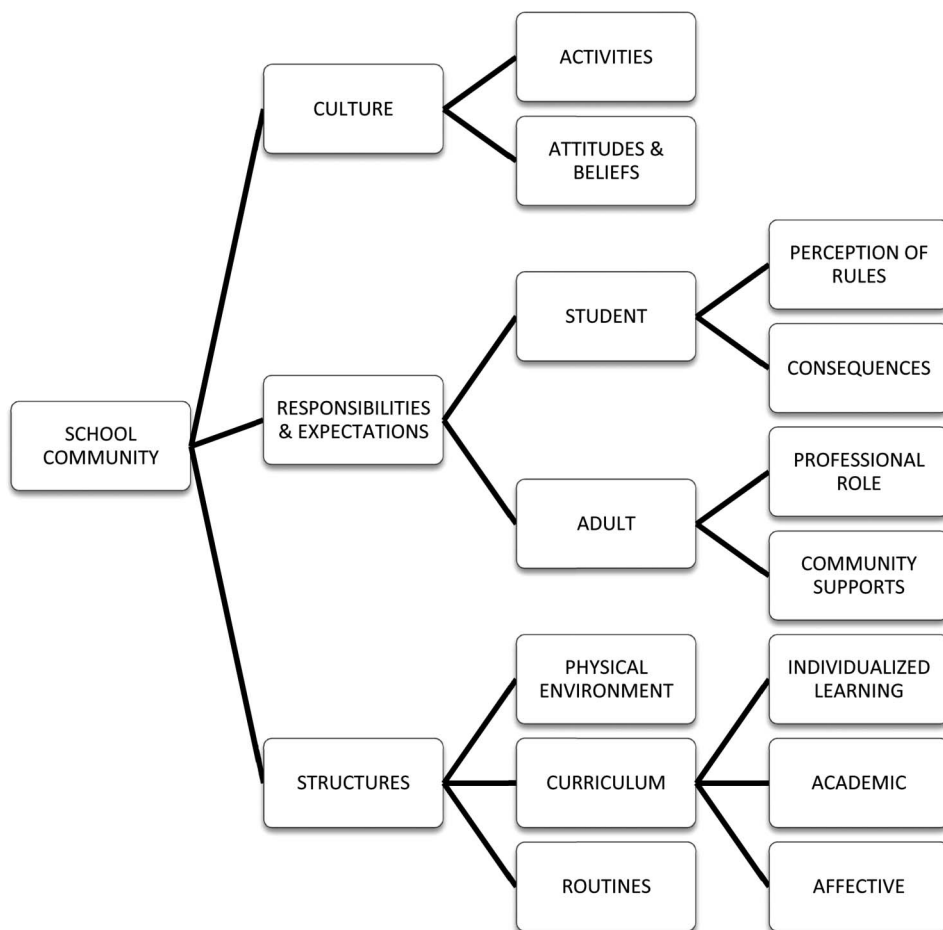 SCHOOL
COMMUNITY
CULTURE
ACTIVITIES
ATTITUDES &
BELIEFS
RESPONSIBILITIES
& EXPECTATIONS
STUDENT
PERCEPTION OF
RULES
CONSEQUENCES
ADULT
PROFESSIONAL
ROLE
COMMUNITY
SUPPORTS
STRUCTURES
PHYSICAL
ENVIRONMENT
CURRICULUM
INDIVIDUALIZED
LEARNING
ACADEMIC
AFFECTIVE
ROUTINES